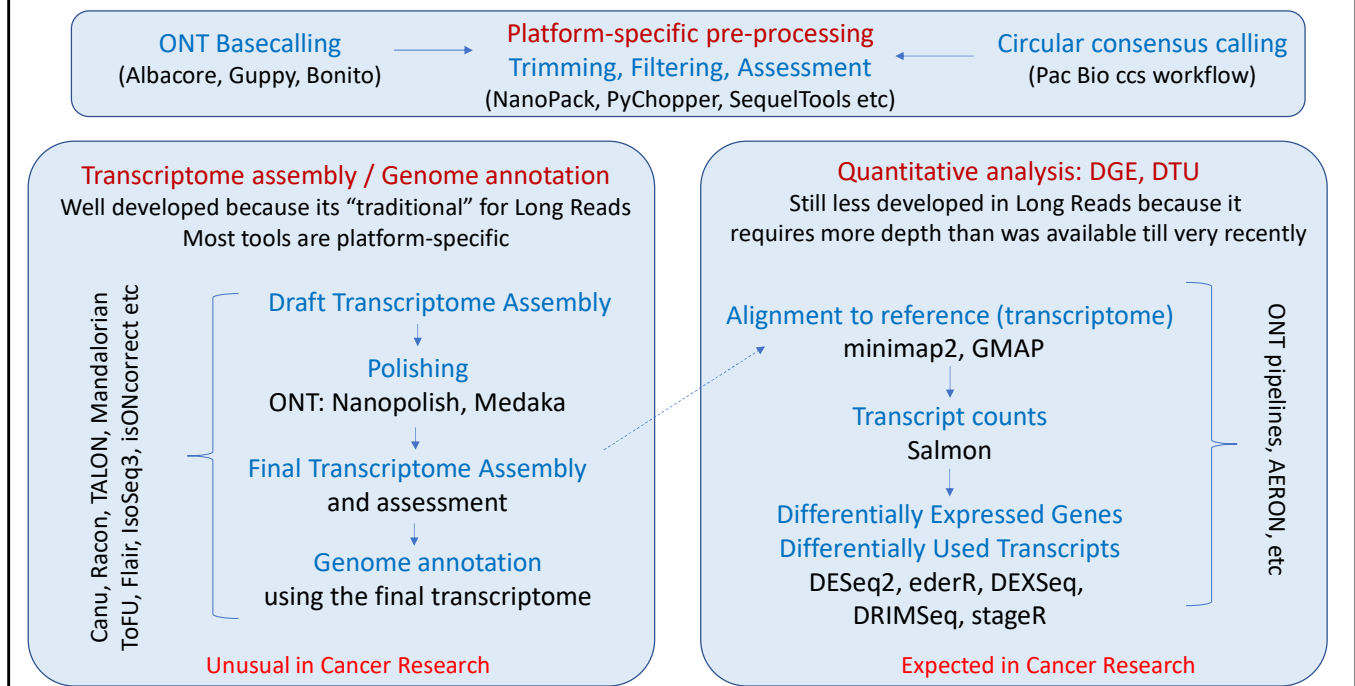 ONT Basecalling
(Albacore, Guppy, Bonito)
Platform-specific pre-processing
Trimming, Filtering, Assessment
(NanoPack, PyChopper, SequelTools etc)
Circular consensus calling
(Pac Bio ccs workflow)
Transcriptome assembly / Genome annotation
Well developed because its “traditional” for Long Reads
Most tools are platform-specific
Canu, Racon, TALON, Mandalorian
ToFU, Flair, IsoSeq3, isONcorrect etc
Draft Transcriptome Assembly
Polishing
ONT: Nanopolish, Medaka
Final Transcriptome Assembly
and assessment
Genome annotation
using the final transcriptome
Unusual in Cancer Research
Quantitative analysis: DGE, DTU
Still less developed in Long Reads because it
requires more depth than was available till very recently
Alignment to reference (transcriptome)
minimap2, GMAP
Transcript counts
Salmon
Differentially Expressed Genes
Differentially Used Transcripts
DESeq2, ederR, DEXSeq,
DRIMSeq, stageR
ONT pipelines, AERON, etc
Expected in Cancer Research